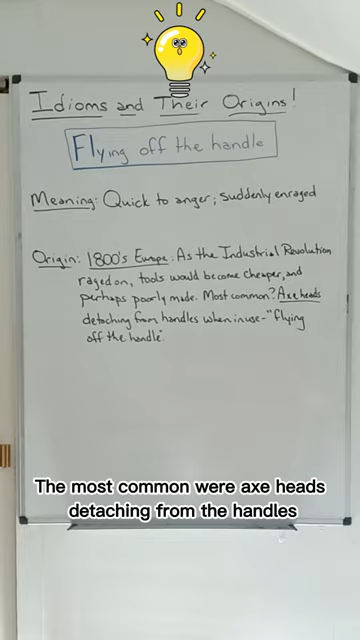 Idioms and Their Origins!
Flying off the handle
Meaning: Quick to anger; suddenly enraged
Origin: 1800's Europe. As the Industrial Revolution
raged on, tools would become cheaper, and
perhaps poorly made. Most common? Axe heads
detaching from handles when in use - "flying
off the handle".
The most common were axe heads
detaching from the handles